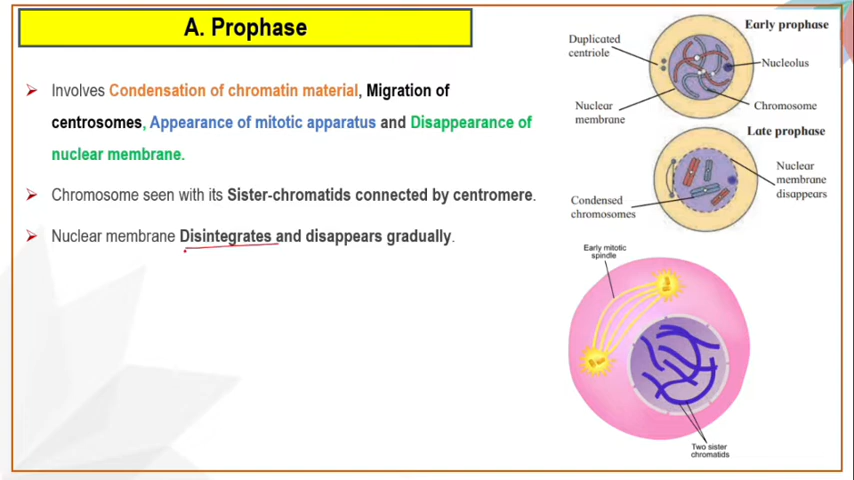 A. Prophase
➢ Involves Condensation of chromatin material, Migration of
centrosomes, Appearance of mitotic apparatus and Disappearance of
nuclear membrane.
➢ Chromosome seen with its Sister-chromatids connected by centromere.
➢ Nuclear membrane Disintegrates and disappears gradually.
Early prophase
Duplicated
centriole
Nucleolus
Nuclear
membrane
Chromosome
Late prophase
Nuclear
membrane
disappears
Condensed
chromosomes
Early mitotic
spindle
Two sister
chromatids